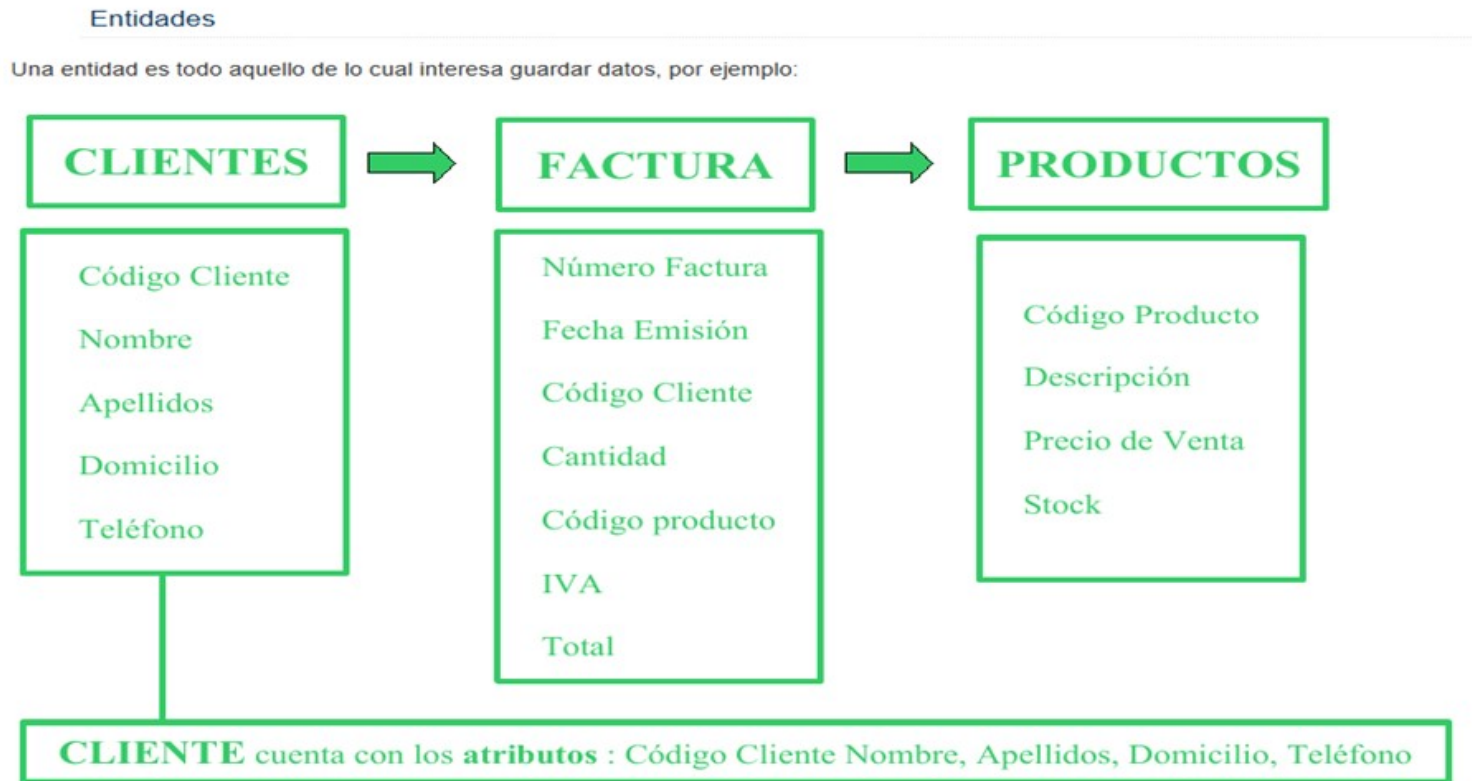 Entidades
Una entidad es todo aquello de lo cual interesa guardar datos, por ejemplo:
CLIENTES
FACTURA
PRODUCTOS
Código Cliente
Nombre
Apellidos
Domicilio
Teléfono
Número Factura
Fecha Emisión
Código Cliente
Cantidad
Código producto
IVA
Total
Código Producto
Descripción
Precio de Venta
Stock
CLIENTE cuenta con los atributos : Código Cliente Nombre, Apellidos, Domicilio, Teléfono